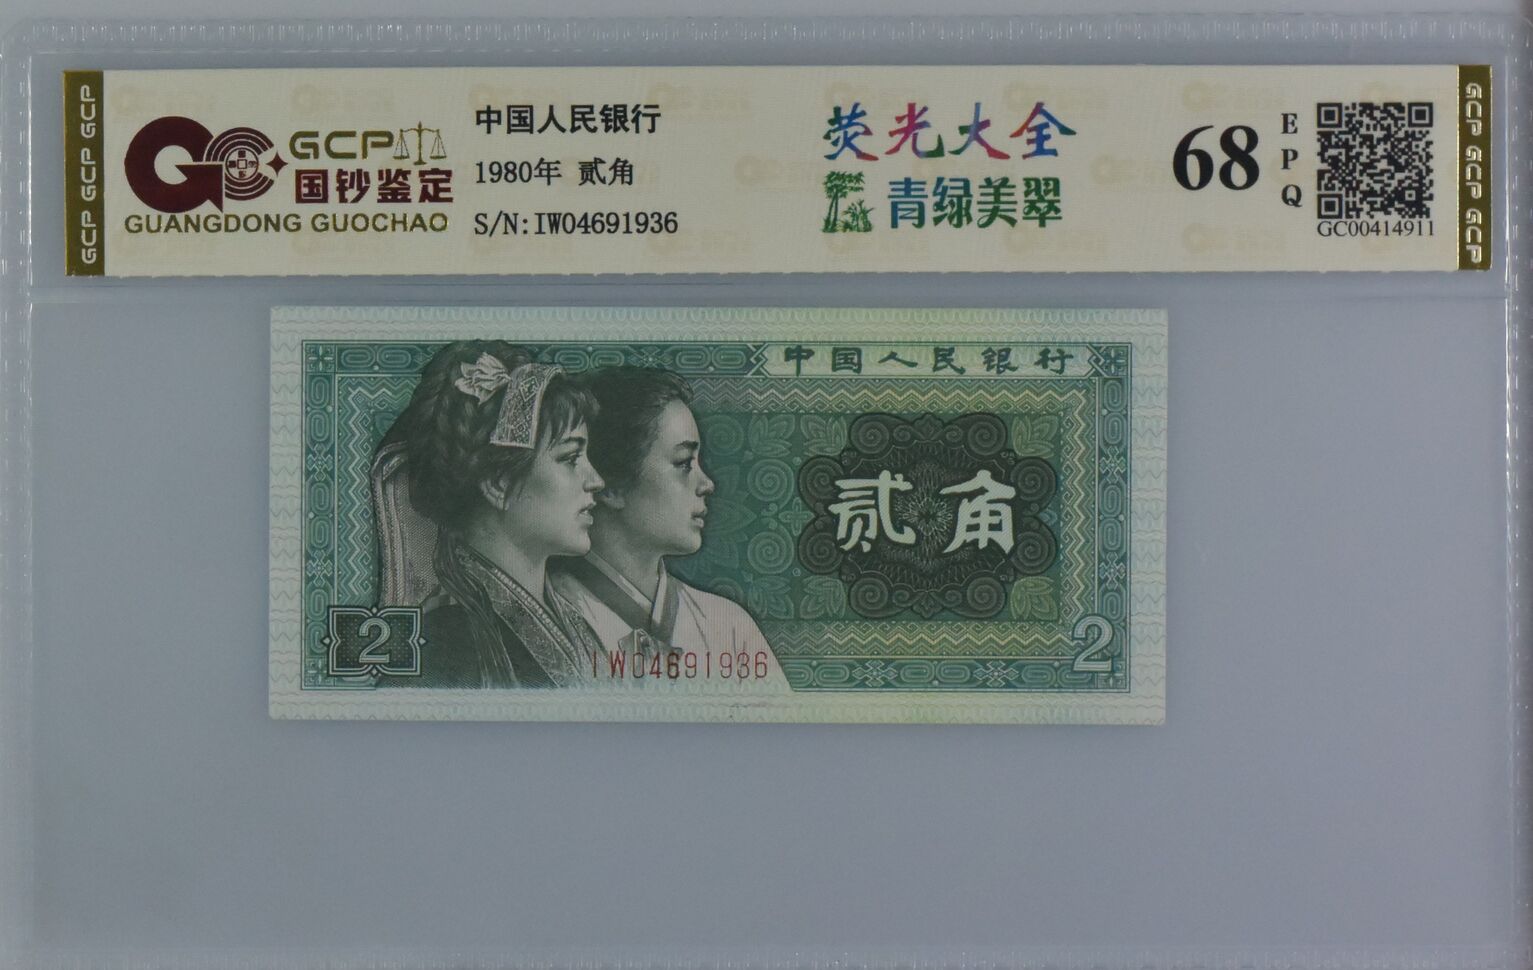 GCP GCP GCP
GCP
国钞鉴定
GUANGDONG GUOCHAO
中国人民银行
1980年 贰角
S/N:IW04691936
荧光大全
青绿美翠
68
EPQ
GC00414911
GCP GCP GCP
中国人民银行
贰角
2
2
IW04691936